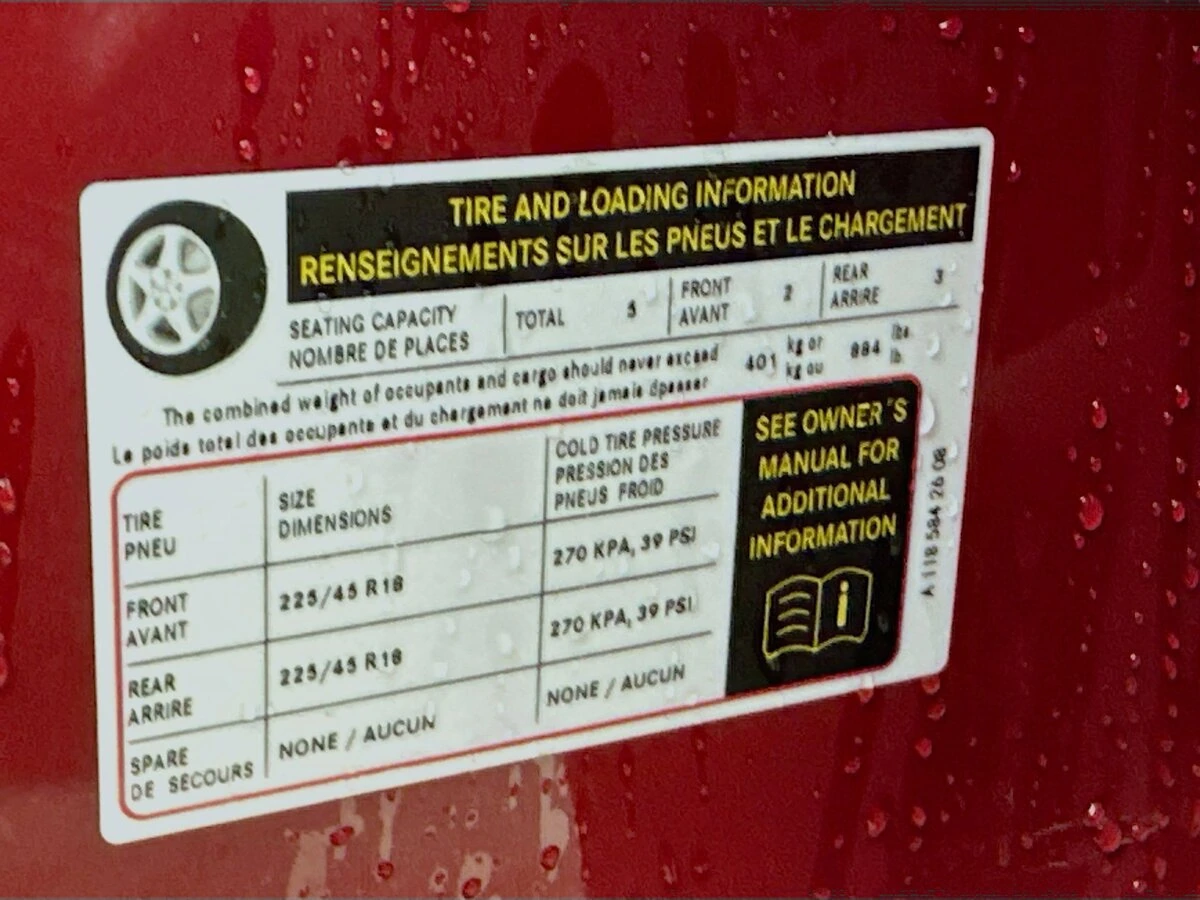 TIRE AND LOADING INFORMATION
RENSEIGNEMENTS SUR LES PNEUS ET LE CHARGEMENT
SEATING CAPACITY
NOMBRE DE PLACES
TOTAL 5
FRONT
AVANT
2
REAR
ARRIRE
3
The combined weight of occupants and cargo should never exceed
Le poids total des occupants et du chargement ne doit jamais dpasser
401
kg or
kg ou
884
lbs.
lb.
TIRE
PNEU
SIZE
DIMENSIONS
COLD TIRE PRESSURE
PRESSION DES
PNEUS FROID
FRONT
AVANT
225/45 R18
270 KPA, 39 PSI
REAR
ARRIRE
225/45 R18
270 KPA, 39 PSI
SPARE
DE SECOURS
NONE / AUCUN
NONE / AUCUN
SEE OWNER'S
MANUAL FOR
ADDITIONAL
INFORMATION
i
A 118 584 26 08